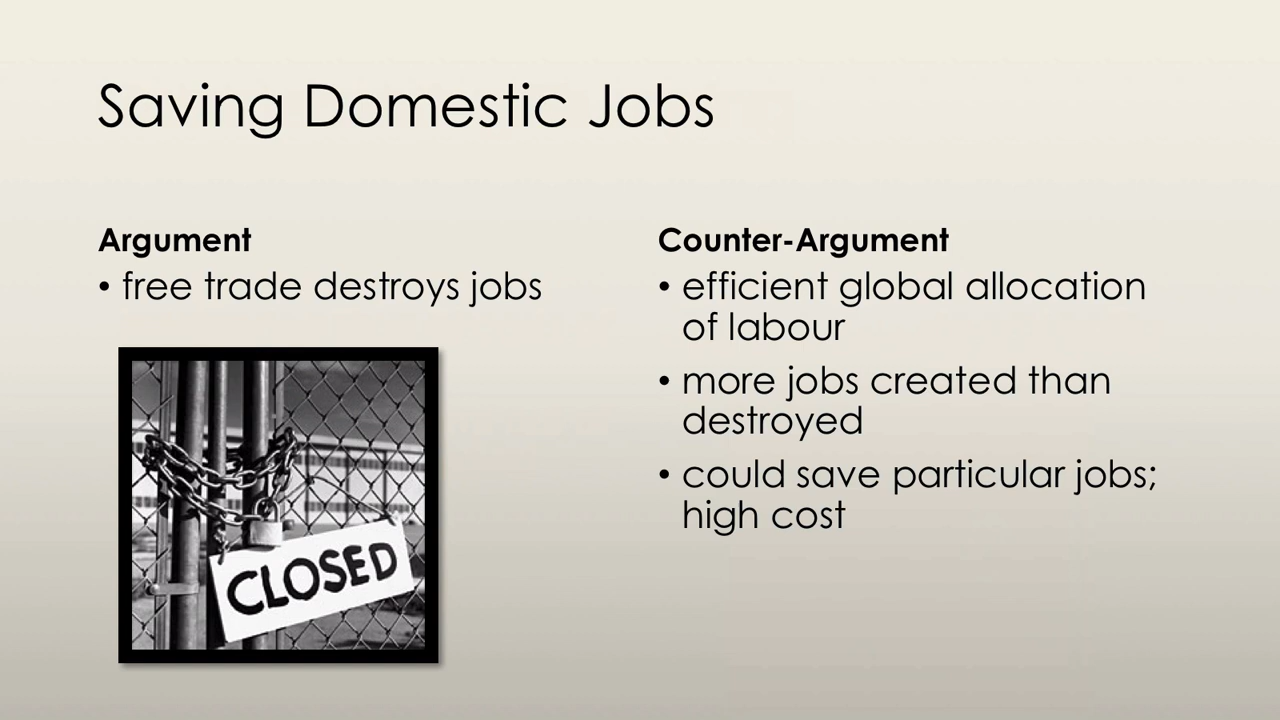 Saving Domestic Jobs
Argument
• free trade destroys jobs
CLOSED
Counter-Argument
• efficient global allocation
of labour
• more jobs created than
destroyed
• could save particular jobs;
high cost